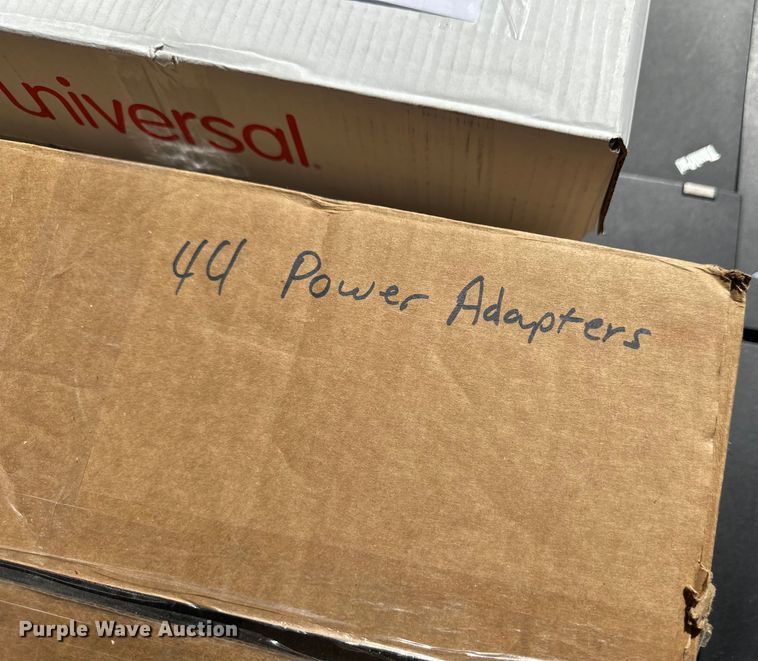 universal.
44 Power Adapters
Purple Wave Auction